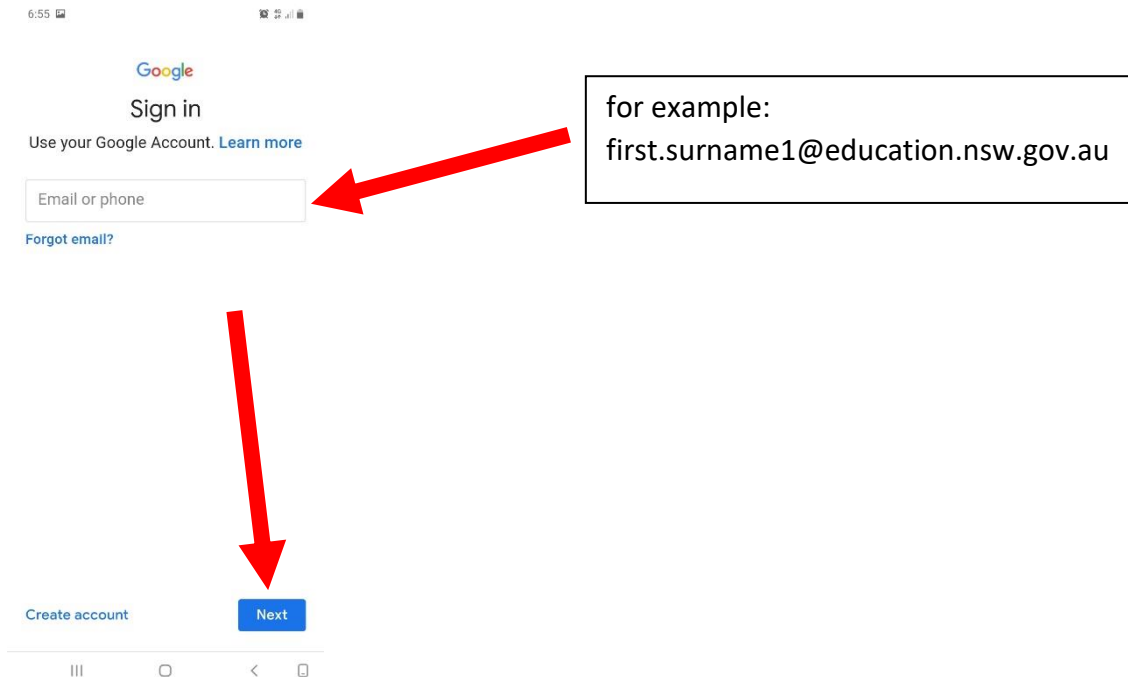 6:55
Google
Sign in
Use your Google Account. Learn more
Email or phone
Forgot email?
for example:
first.surname1@education.nsw.gov.au
Create account
Next